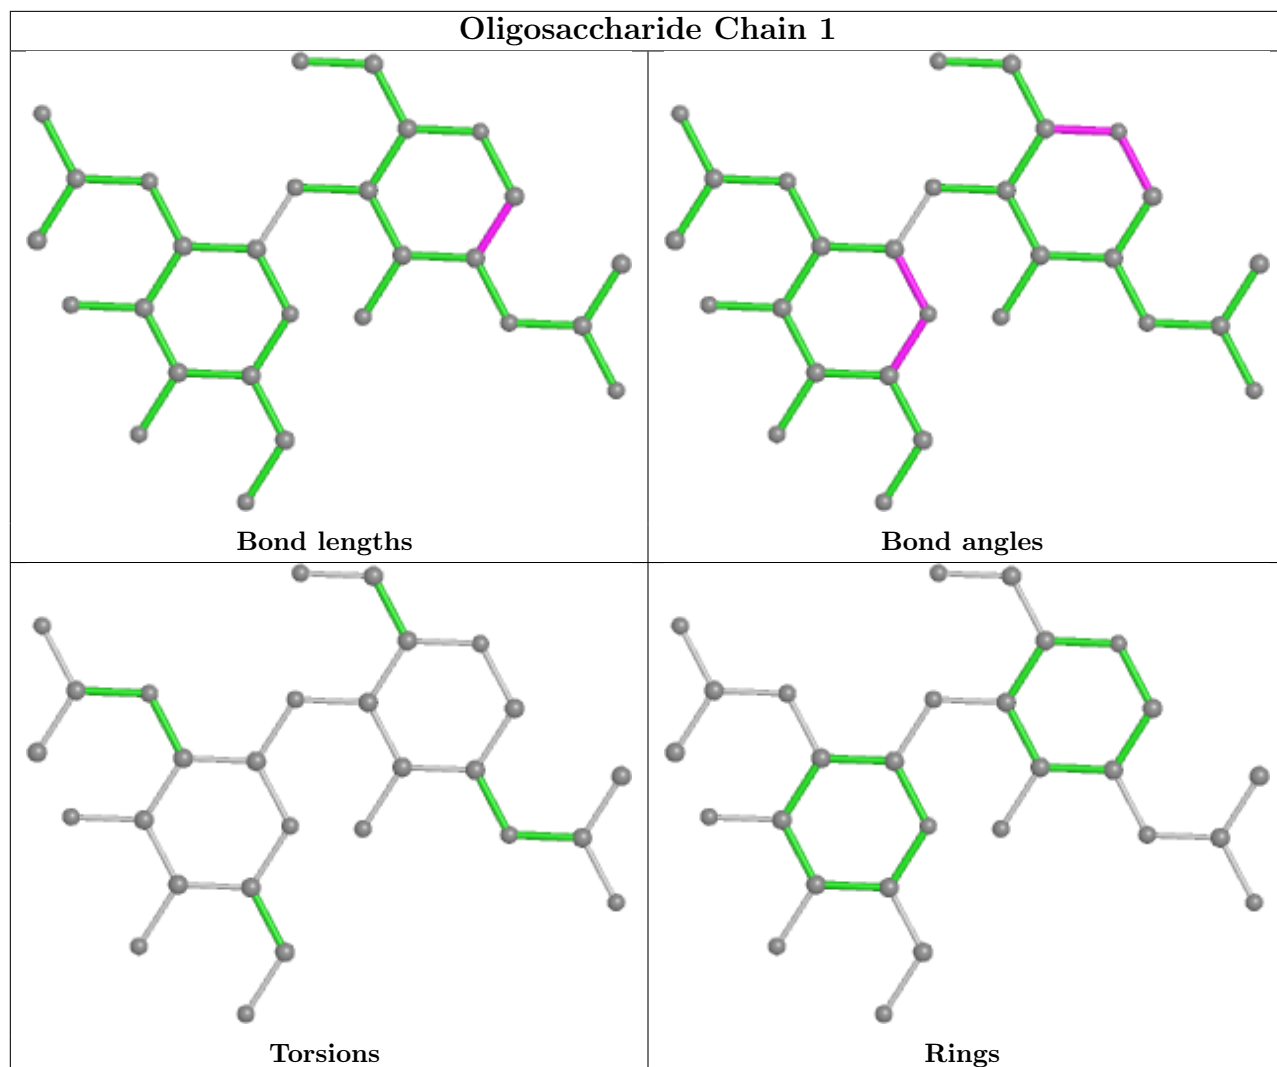 Oligosaccharide Chain 1
Bond lengths
Bond angles
Torsions
Rings